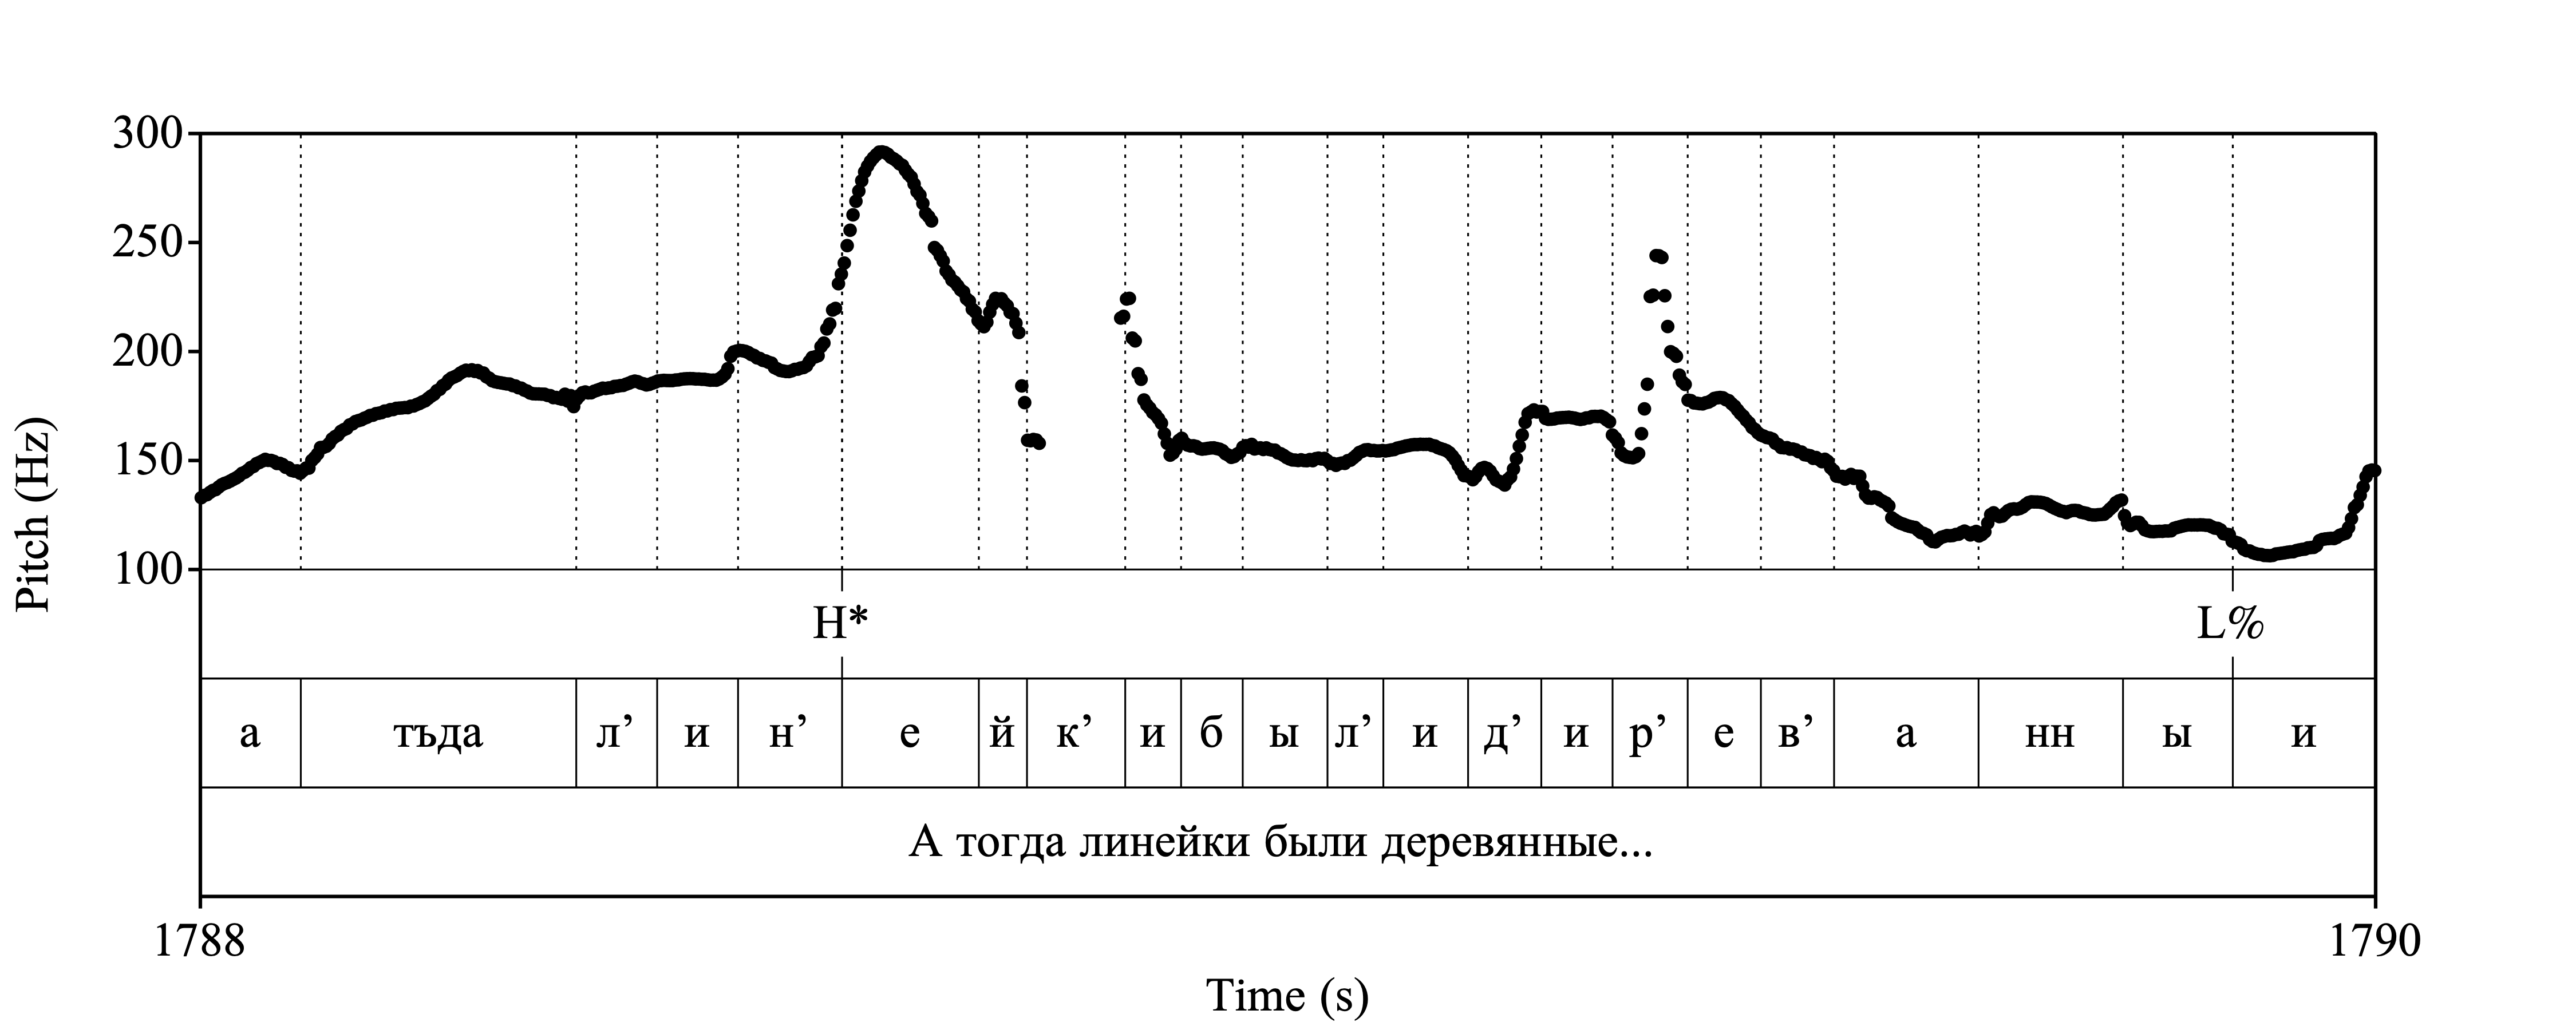 300
250
200
150
100
Pitch (Hz)
H* L%
а тъда л’ и н’ е й к’ и б ы л’ и д’ и р’ е в’ а нн ы и
А тогда линейки были деревянные...
1788 1790
Time (s)